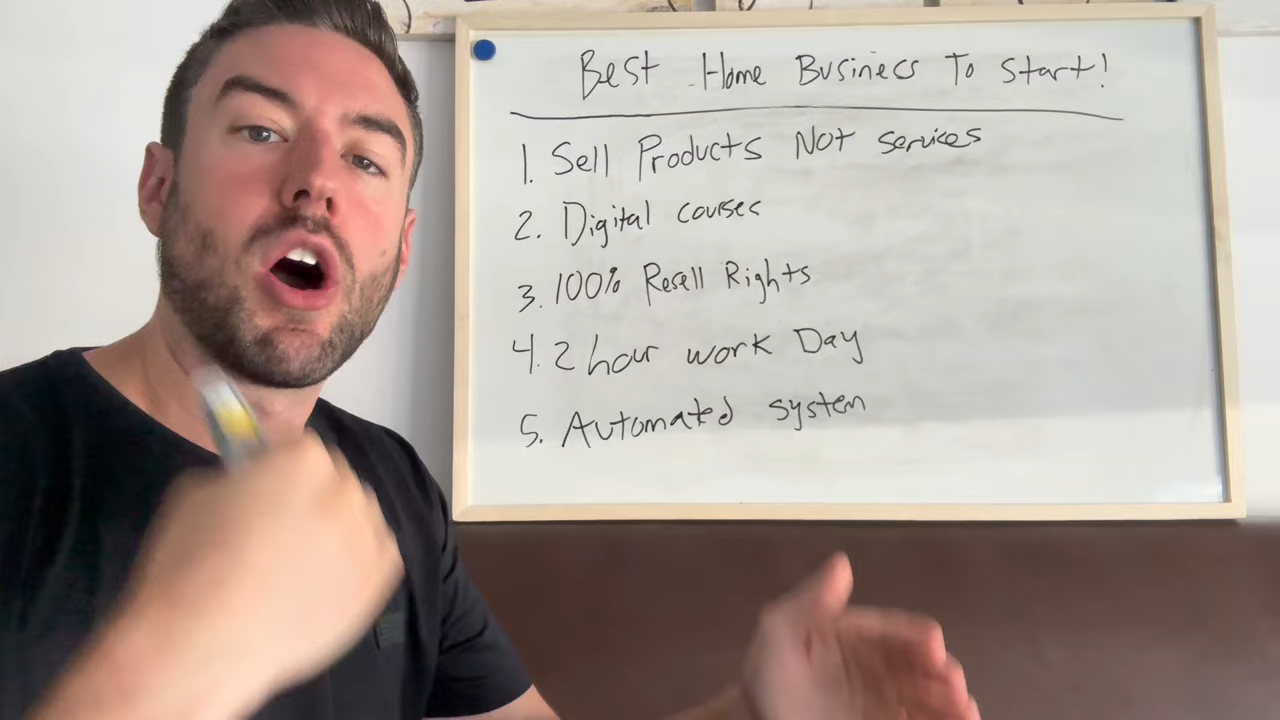 Best Home Business To Start!
1. Sell Products Not services
2. Digital courses
3. 100% Resell Rights
4. 2 hour work Day
5. Automated system